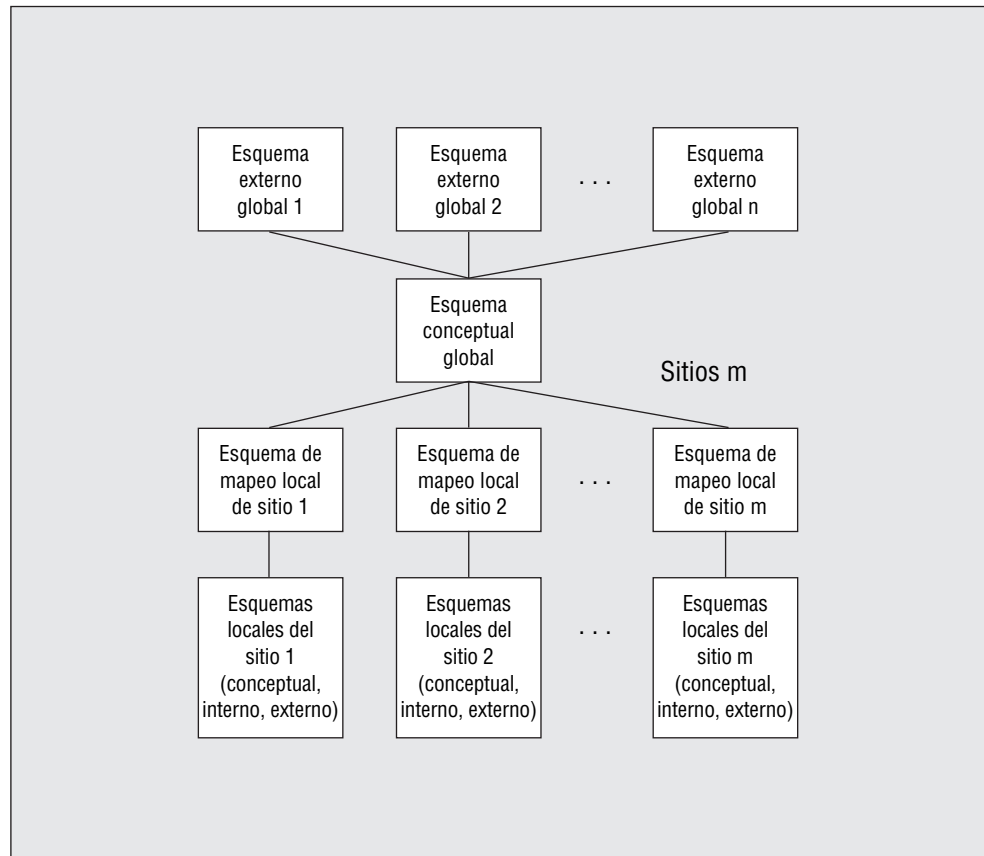 Esquema
externo
global 1
Esquema
externo
global 2
. . .
Esquema
externo
global n
Esquema
conceptual
global
Sitios m
Esquema de
mapeo local
de sitio 1
Esquema de
mapeo local
de sitio 2
. . .
Esquema de
mapeo local
de sitio m
Esquemas
locales del
sitio 1
(conceptual,
interno, externo)
Esquemas
locales del
sitio 2
(conceptual,
interno, externo)
. . .
Esquemas
locales del
sitio m
(conceptual,
interno, externo)